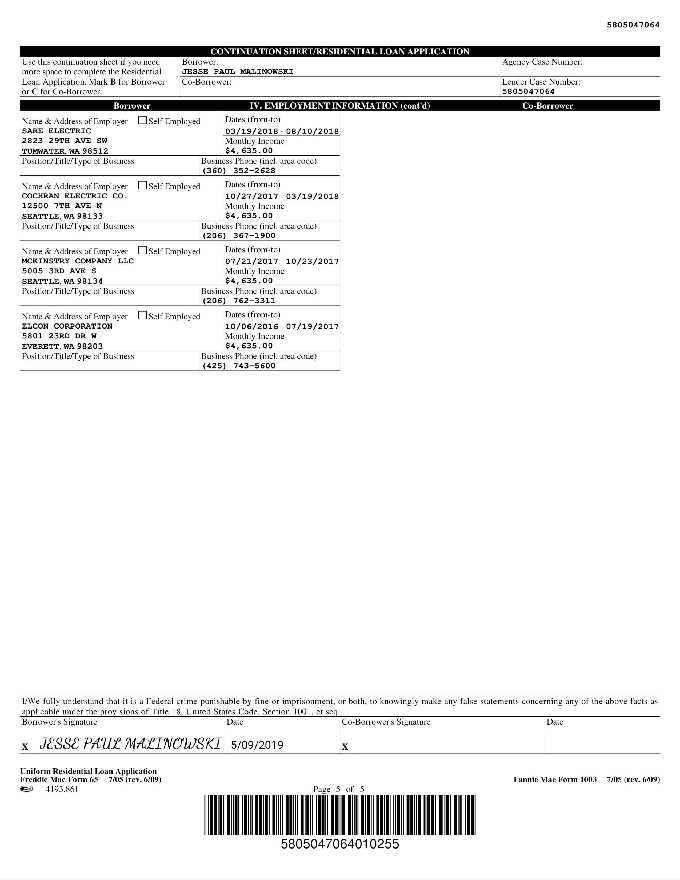 5805047064
CONTINUATION SHEET/RESIDENTIAL LOAN APPLICATION
Use this continuation sheet if you need more space to complete the Residential Loan Application. Mark B for Borrower or C for Co-Borrower.
Borrower:
JESSE PAUL MALINOWSKI
Co-Borrower:
Agency Case Number:
Lender Case Number:
5805047064
Borrower IV. EMPLOYMENT INFORMATION (cont'd) Co-Borrower
Name & Address of Employer ☐ Self Employed Dates (from-to)
SARE ELECTRIC 03/19/2018-08/10/2018
2823 29TH AVE SW Monthly Income
TUMWATER, WA 98512 $4,635.00
Position/Title/Type of Business Business Phone (incl. area code)
(360) 352-2628
Name & Address of Employer ☐ Self Employed Dates (from-to)
COCHRAN ELECTRIC CO. 10/27/2017 03/19/2018
12500 7TH AVE N Monthly Income
SEATTLE, WA 98133 $4,635.00
Position/Title/Type of Business Business Phone (incl. area code)
(206) 367-1900
Name & Address of Employer ☐ Self Employed Dates (from-to)
MCKINSTRY COMPANY LLC 07/21/2017 10/23/2017
5005 3RD AVE S Monthly Income
SEATTLE, WA 98134 $4,635.00
Position/Title/Type of Business Business Phone (incl. area code)
(206) 762-3311
Name & Address of Employer ☐ Self Employed Dates (from-to)
ELCON CORPORATION 10/06/2016 07/19/2017
5801 23RD DR W Monthly Income
EVERETT, WA 98203 $4,635.00
Position/Title/Type of Business Business Phone (incl. area code)
(425) 743-5600
I/We fully understand that it is a Federal crime punishable by fine or imprisonment, or both, to knowingly make any false statements concerning any of the above facts as
applicable under the provisions of Title 18, United States Code, Section 1001, et seq.
Borrower's Signature Date Co-Borrower's Signature Date
X JESSE PAUL MALINOWSKI 5/09/2019 X
Uniform Residential Loan Application
Freddie Mac Form 65 7/05 (rev. 6/09) Fannie Mae Form 1003 7/05 (rev. 6/09)
4193.861 Page 5 of 5
5805047064010255